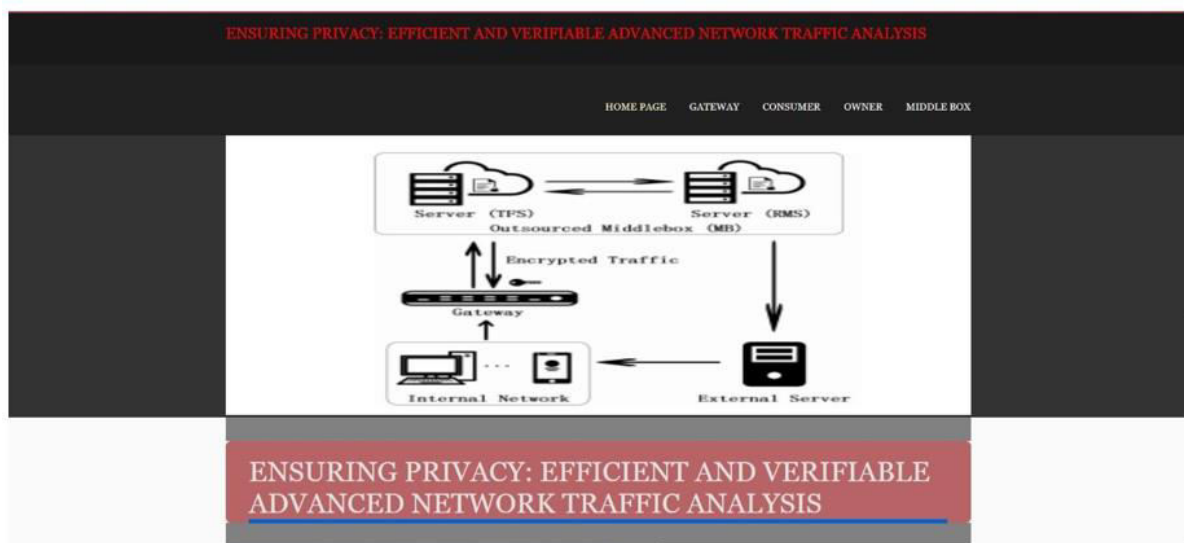 ENSURING PRIVACY: EFFICIENT AND VERIFIABLE ADVANCED NETWORK TRAFFIC ANALYSIS
HOME PAGE GATEWAY CONSUMER OWNER MIDDLE BOX
Server (TFS) Server (RMS)
Outsourced Middlebox (MB)
Encrypted Traffic
Gateway
...
Internal Network External Server
ENSURING PRIVACY: EFFICIENT AND VERIFIABLE
ADVANCED NETWORK TRAFFIC ANALYSIS